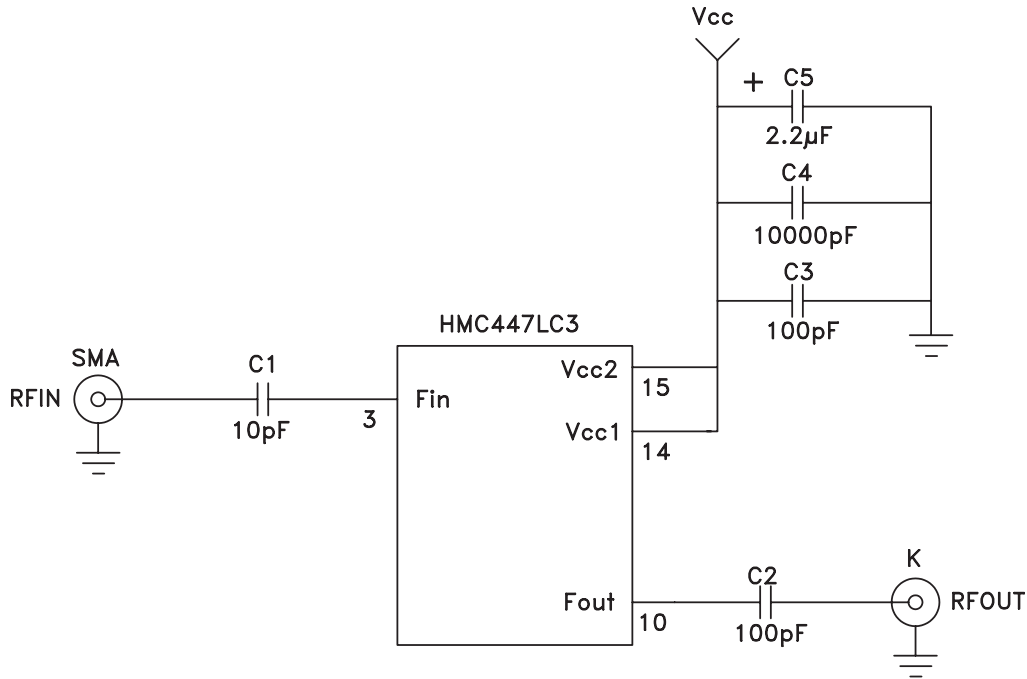 Vcc
+
C5
2.2µF
C4
10000pF
C3
100pF
HMC447LC3
SMA
RFIN
C1
10pF
3
Fin
Vcc2
15
Vcc1
14
Fout
10
C2
100pF
K
RFOUT